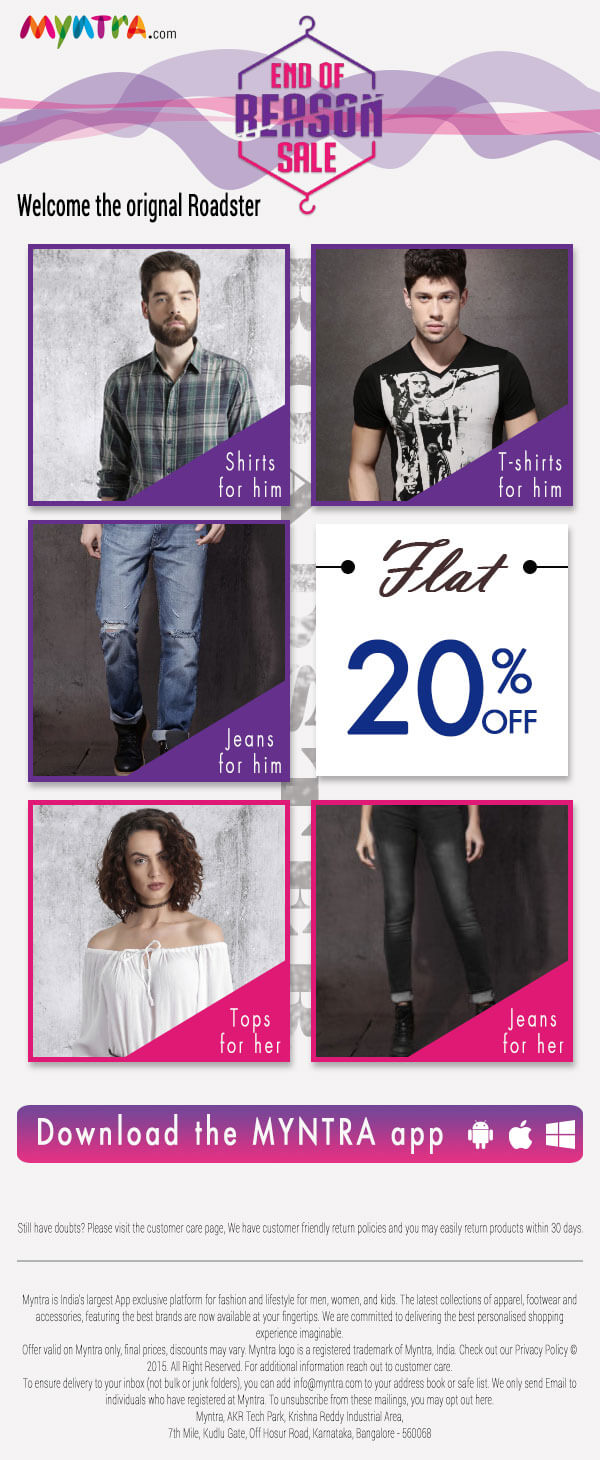 Myntra.com
END OF
REASON
SALE
Welcome the orignal Roadster
Shirts
for him
T-shirts
for him
Jeans
for him
Flat
20%
OFF
Tops
for her
Jeans
for her
Download the MYNTRA app
Still have doubts? Please visit the customer care page, We have customer friendly return policies and you may easily return products within 30 days.
Myntra is India's largest App exclusive platform for fashion and lifestyle for men, women, and kids. The latest collections of apparel, footwear and
accessories, featuring the best brands are now available at your fingertips. We are committed to delivering the best personalised shopping
experience imaginable.
Offer valid on Myntra only, final prices, discounts may vary. Myntra logo is a registered trademark of Myntra, India. Check out our Privacy Policy ©
2015. All Right Reserved. For additional information reach out to customer care.
To ensure delivery to your inbox (not bulk or junk folders), you can add info@myntra.com to your address book or safe list. We only send Email to
individuals who have registered at Myntra. To unsubscribe from these mailings, you may opt out here.
Myntra, AKR Tech Park, Krishna Reddy Industrial Area,
7th Mile, Kudlu Gate, Off Hosur Road, Karnataka, Bangalore - 560068